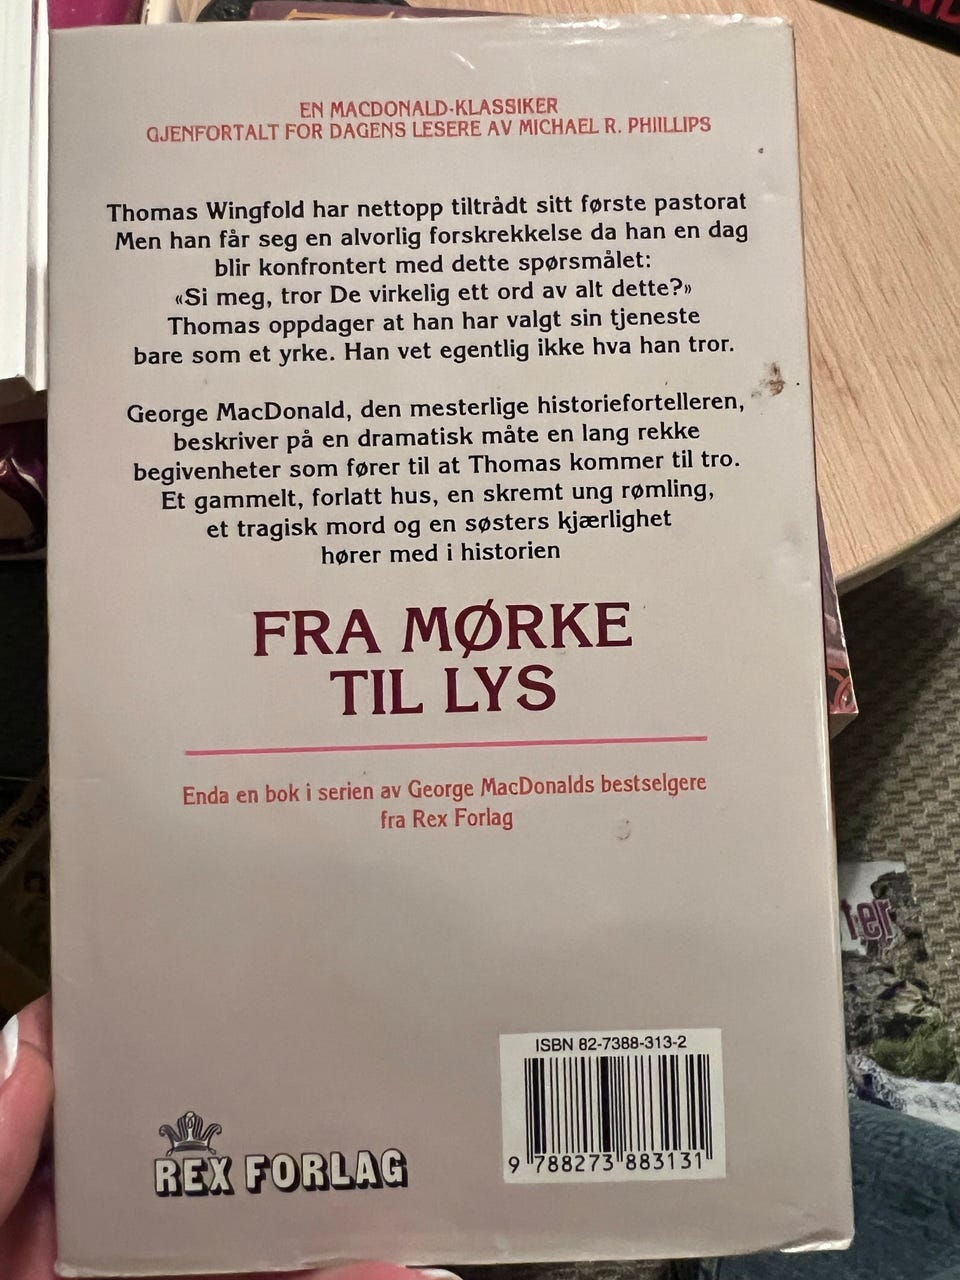 EN MACDONALD-KLASSIKER
GJENFORTALT FOR DAGENS LESERE AV MICHAEL R. PHIILLIPS
Thomas Wingfold har nettopp tiltrådt sitt første pastorat
Men han får seg en alvorlig forskrekkelse da han en dag
blir konfrontert med dette spørsmålet:
«Si meg, tror De virkelig ett ord av alt dette?»
Thomas oppdager at han har valgt sin tjeneste
bare som et yrke. Han vet egentlig ikke hva han tror.
George MacDonald, den mesterlige historiefortelleren,
beskriver på en dramatisk måte en lang rekke
begivenheter som fører til at Thomas kommer til tro.
Et gammelt, forlatt hus, en skremt ung rømling,
et tragisk mord og en søsters kjærlighet
hører med i historien
FRA MØRKE
TIL LYS
Enda en bok i serien av George MacDonalds bestselgere
fra Rex Forlag
ISBN 82-7388-313-2
9 788273 883131
REX FORLAG